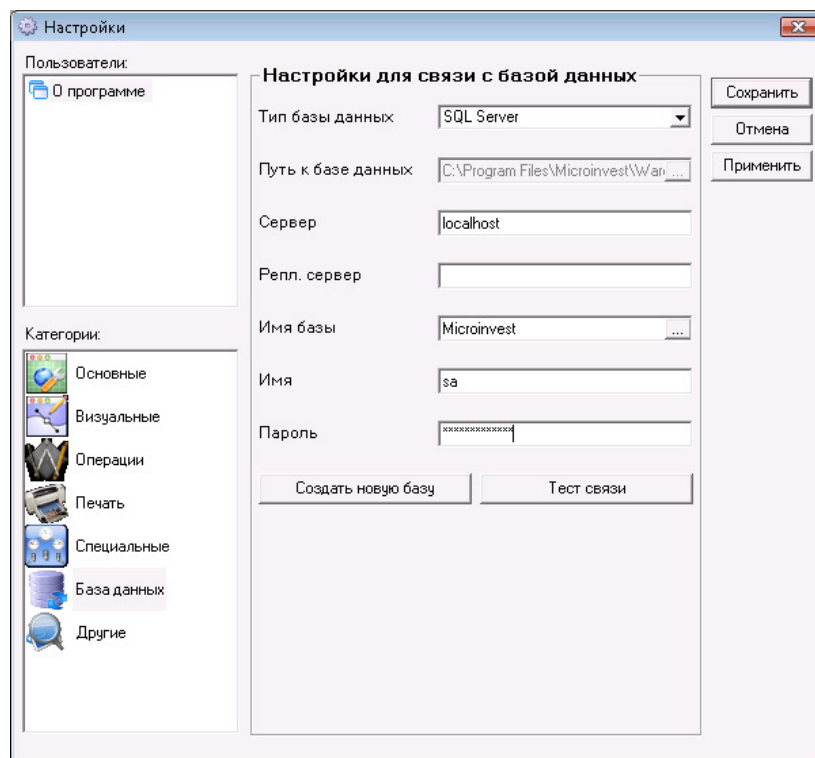 Настройки
Пользователи:
О программе
Настройки для связи с базой данных
Тип базы данных
SQL Server
Путь к базе данных
C:\Program Files\Microinvest\War
...
Сервер
localhost
Репл. сервер
Имя базы
Microinvest
...
Имя
sa
Пароль
*************
Создать новую базу
Тест связи
Сохранить
Отмена
Применить
Категории:
Основные
Визуальные
Операции
Печать
Специальные
База данных
Другие